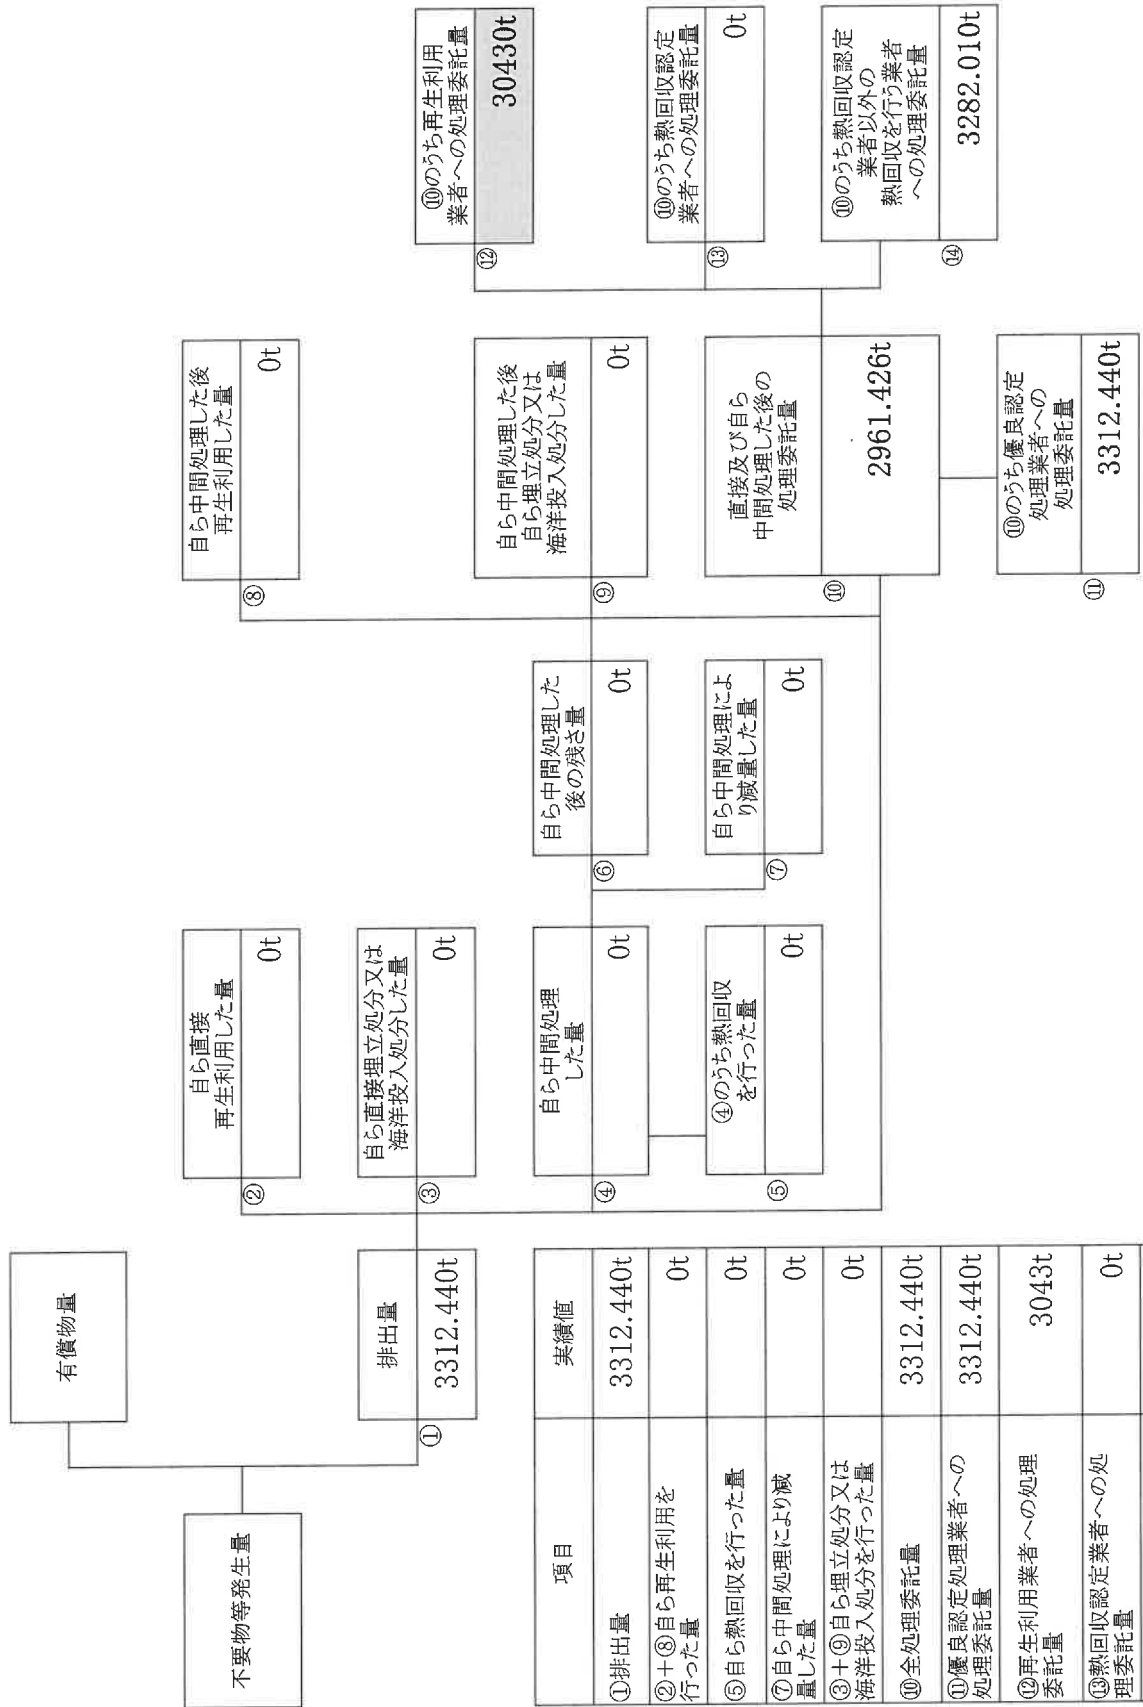 不要物等発生量
有償物量
排出量
①
3312.440t
自ら直接
再生利用した量
②
0t
自ら直接埋立処分又は
海洋投入処分した量
③
0t
自ら中間処理
した量
④
0t
④のうち熱回収
を行った量
⑤
0t
自ら中間処理した
後の残さ量
⑥
0t
自ら中間処理によ
り減量した量
⑦
0t
自ら中間処理した後
再生利用した量
⑧
0t
自ら中間処理した後
自ら埋立処分又は
海洋投入処分した量
⑨
0t
直接及び自ら
中間処理した後の
処理委託量
⑩
2961.426t
⑩のうち優良認定
処理業者への
処理委託量
⑪
3312.440t
⑩のうち再生利用
業者への処理委託量
⑫
30430t
⑩のうち熱回収認定
業者への処理委託量
⑬
0t
⑩のうち熱回収認定
業者以外の
熱回収を行う業者
への処理委託量
⑭
3282.010t
項目 実績値
①排出量 3312.440t
②+⑧自ら再生利用を
行った量 0t
⑤自ら熱回収を行った量 0t
⑦自ら中間処理により減
量した量 0t
③+⑨自ら埋立処分又は
海洋投入処分を行った量 0t
⑩全処理委託量 3312.440t
⑪優良認定処理業者への
処理委託量 3312.440t
⑫再生利用業者への処理
委託量 3043t
⑬熱回収認定業者への処
理委託量 0t